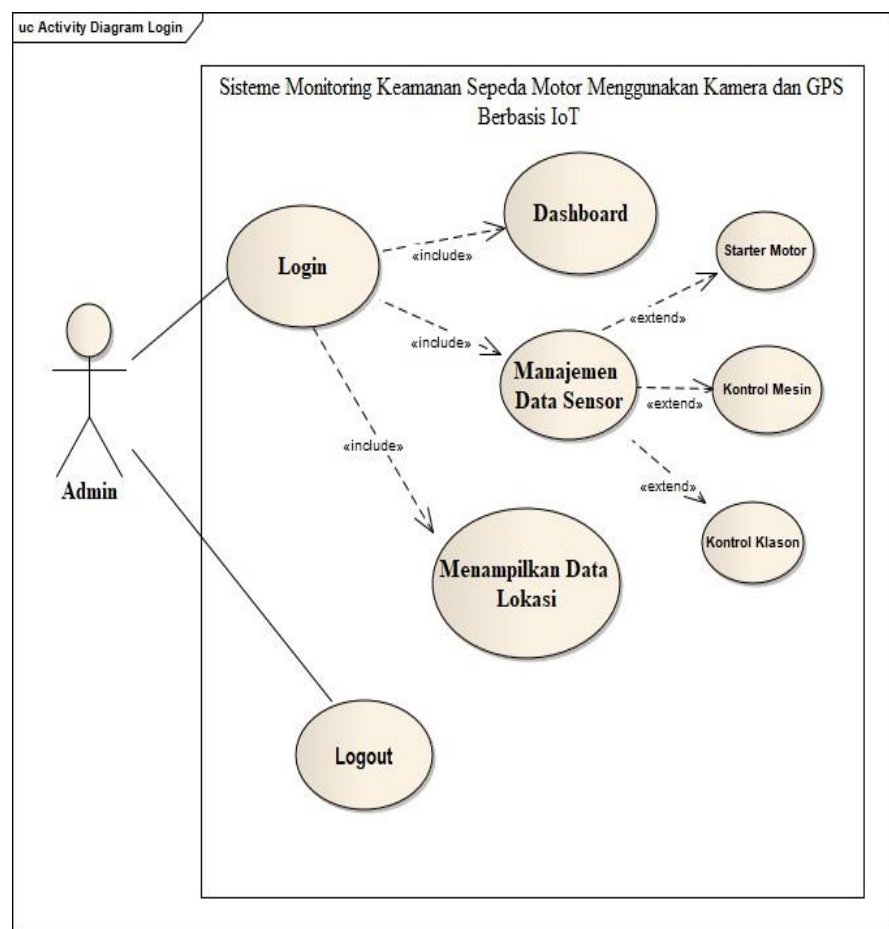 uc Activity Diagram Login
Sisteme Monitoring Keamanan Sepeda Motor Menggunakan Kamera dan GPS
Berbasis IoT
Dashboard
Login
«include»
Starter Motor
«extend»
«include»
Manajemen
Data Sensor
Kontrol Mesin
«extend»
«include»
«extend»
Admin
Kontrol Klason
Menampilkan Data
Lokasi
Logout